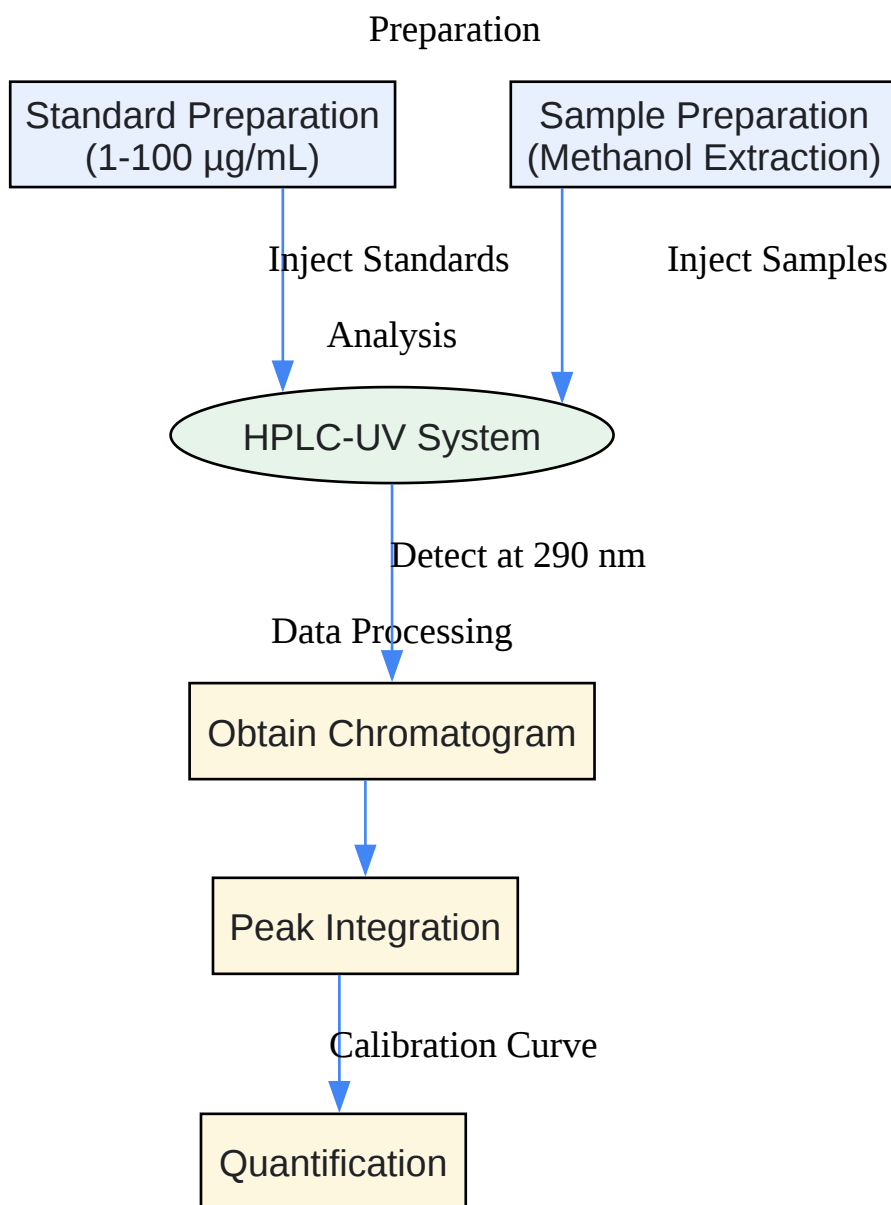 Preparation
Standard Preparation
(1-100 µg/mL)
Sample Preparation
(Methanol Extraction)
Inject Standards
Inject Samples
Analysis
HPLC-UV System
Detect at 290 nm
Data Processing
Obtain Chromatogram
Peak Integration
Calibration Curve
Quantification